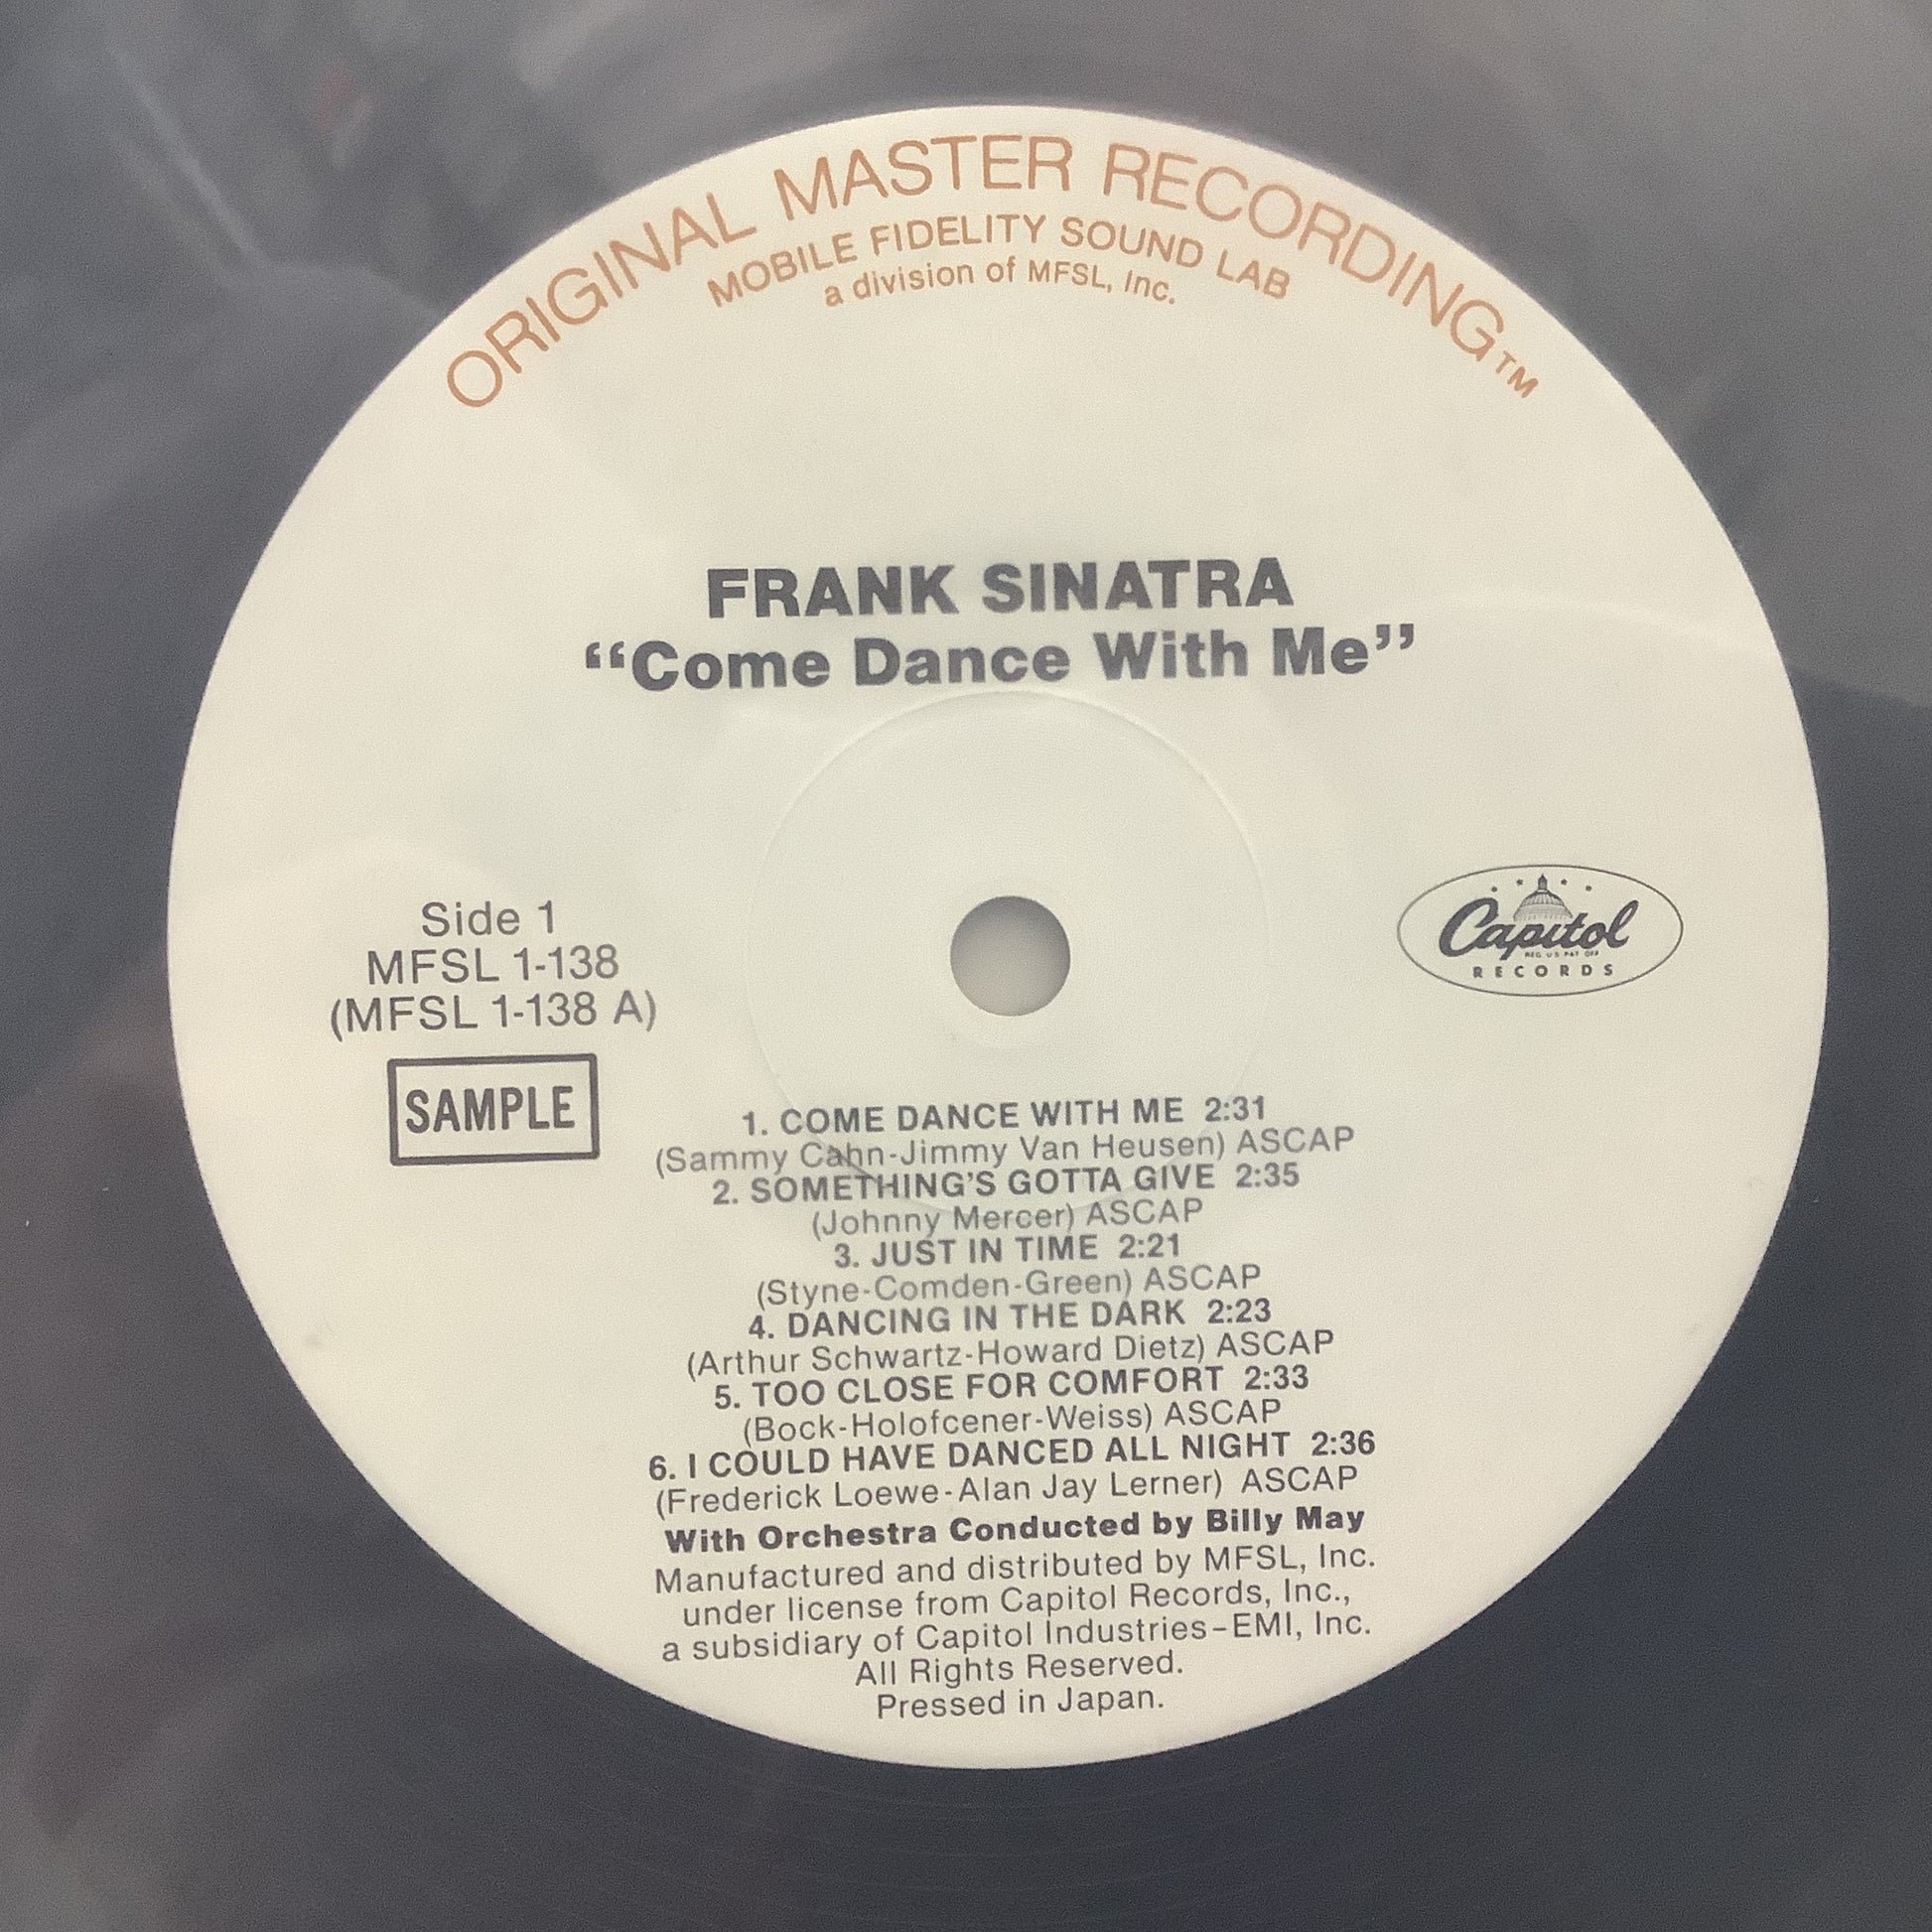 ORIGINAL MASTER RECORDING™
MOBILE FIDELITY SOUND LAB
a division of MFSL, Inc.
FRANK SINATRA
“Come Dance With Me”
Side 1
MFSL 1-138
(MFSL 1-138 A)
SAMPLE
Capitol
REG. U.S. PAT. OFF.
RECORDS
1. COME DANCE WITH ME 2:31
(Sammy Cahn-Jimmy Van Heusen) ASCAP
2. SOMETHING’S GOTTA GIVE 2:35
(Johnny Mercer) ASCAP
3. JUST IN TIME 2:21
(Styne-Comden-Green) ASCAP
4. DANCING IN THE DARK 2:23
(Arthur Schwartz-Howard Dietz) ASCAP
5. TOO CLOSE FOR COMFORT 2:33
(Bock-Holofcener-Weiss) ASCAP
6. I COULD HAVE DANCED ALL NIGHT 2:36
(Frederick Loewe-Alan Jay Lerner) ASCAP
With Orchestra Conducted by Billy May
Manufactured and distributed by MFSL, Inc.
under license from Capitol Records, Inc.,
a subsidiary of Capitol Industries–EMI, Inc.
All Rights Reserved.
Pressed in Japan.